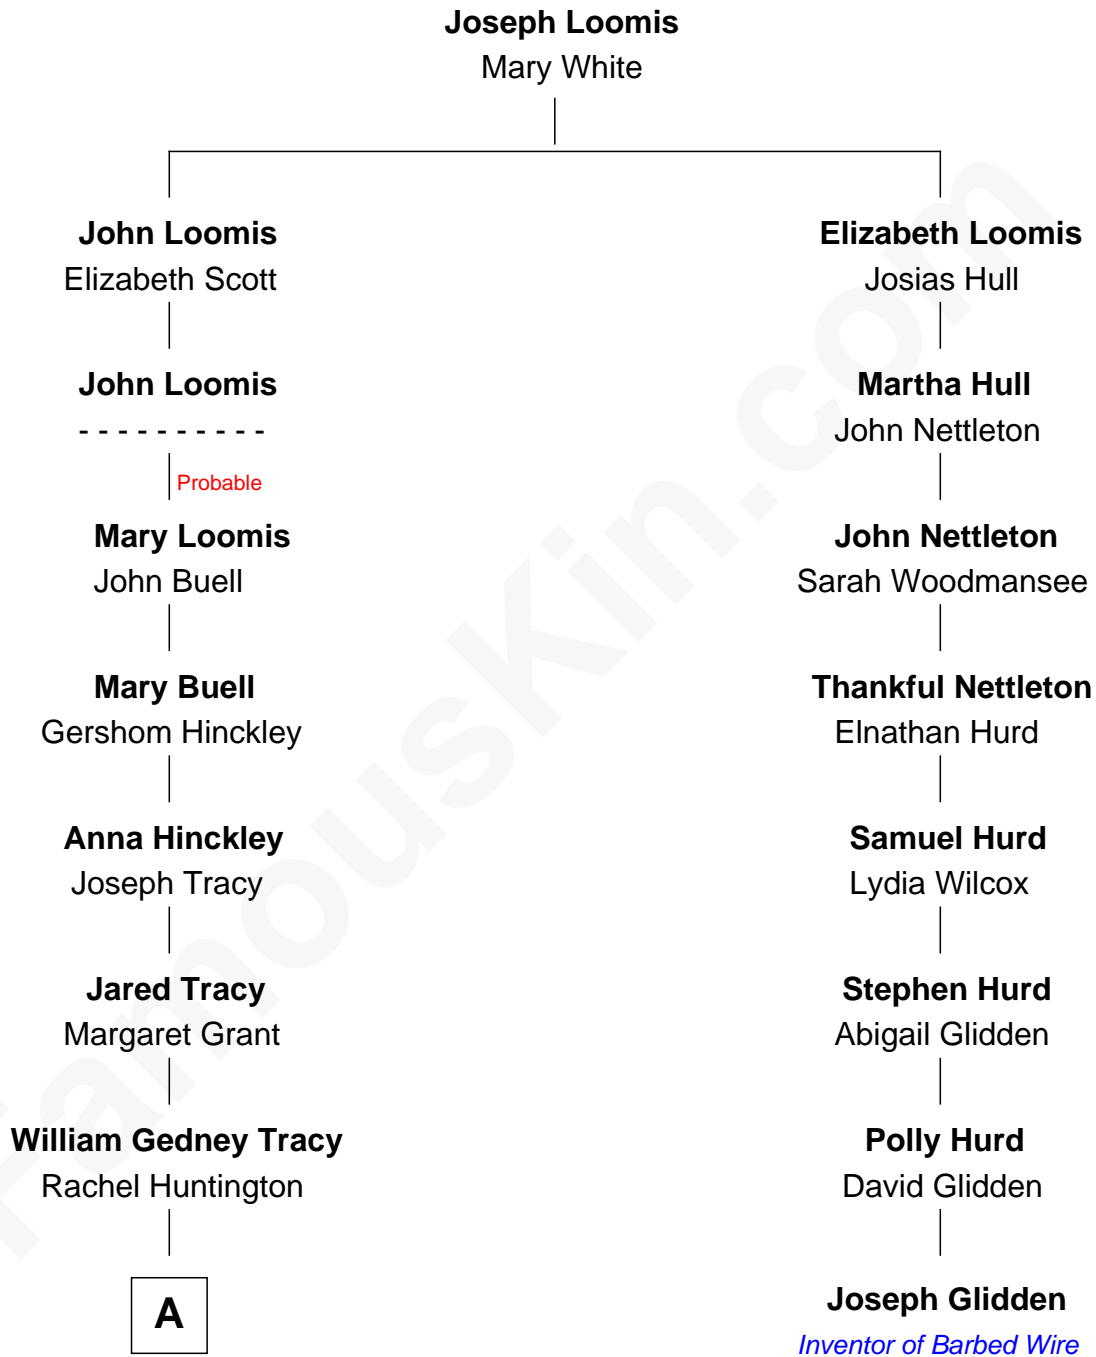 Joseph Loomis
Mary White
John Loomis
Elizabeth Scott
John Loomis
- - - - - - - - - -
Probable
Mary Loomis
John Buell
Mary Buell
Gershom Hinckley
Anna Hinckley
Joseph Tracy
Jared Tracy
Margaret Grant
William Gedney Tracy
Rachel Huntington
A
Elizabeth Loomis
Josias Hull
Martha Hull
John Nettleton
John Nettleton
Sarah Woodmansee
Thankful Nettleton
Elnathan Hurd
Samuel Hurd
Lydia Wilcox
Stephen Hurd
Abigail Glidden
Polly Hurd
David Glidden
Joseph Glidden
Inventor of Barbed Wire
FamousKin.com